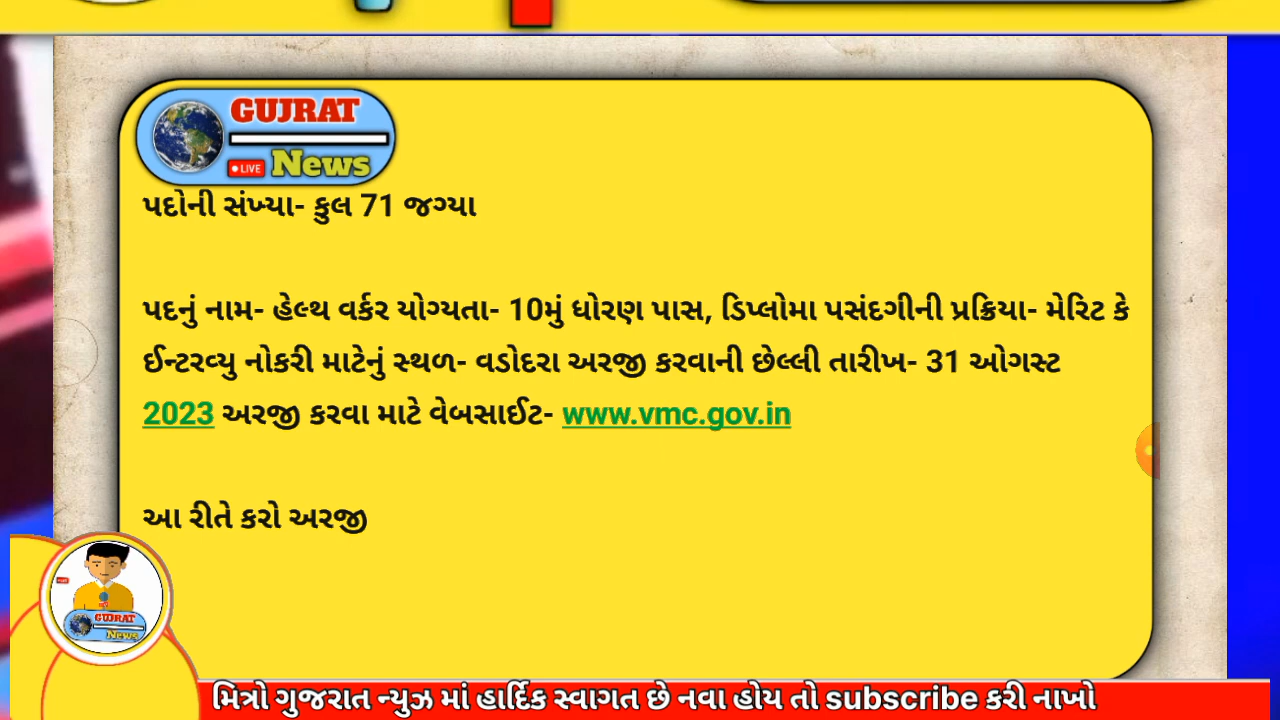 GUJRAT
LIVE News
પદોની સંખ્યા- કુલ 71 જગ્યા
પદનું નામ- હેલ્થ વર્કર યોગ્યતા- 10મું ધોરણ પાસ, ડિપ્લોમા પસંદગીની પ્રક્રિયા- મેરિટ કે
ઈન્ટરવ્યુ નોકરી માટેનું સ્થળ- વડોદરા અરજી કરવાની છેલ્લી તારીખ- 31 ઓગસ્ટ
2023 અરજી કરવા માટે વેબસાઈટ- www.vmc.gov.in
આ રીતે કરો અરજી
GUJRAT
News
મિત્રો ગુજરાત ન્યુઝ માં હાર્દિક સ્વાગત છે નવા હોય તો subscribe કરી નાખો